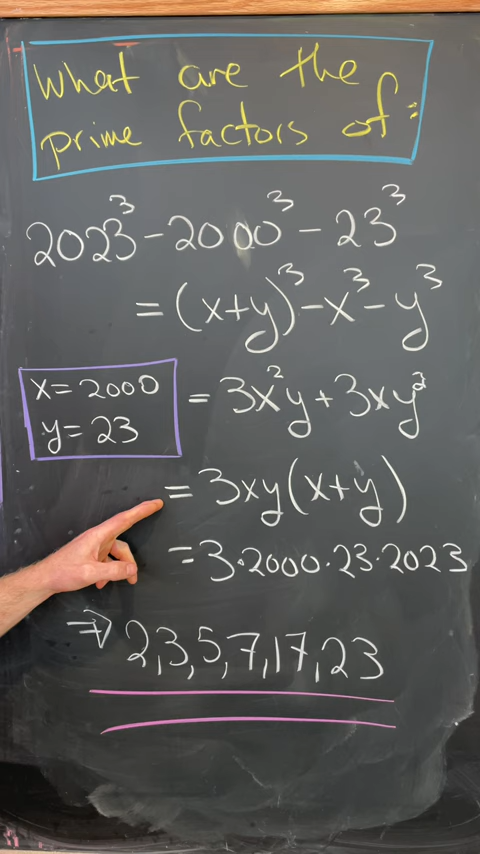 What are the
prime factors of:
2023³ - 2000³ - 23³
= (x+y)³ - x³ - y³
x = 2000
y = 23
= 3x²y + 3xy²
= 3xy(x+y)
= 3·2000·23·2023
⇒ 2,3,5,7,17,23